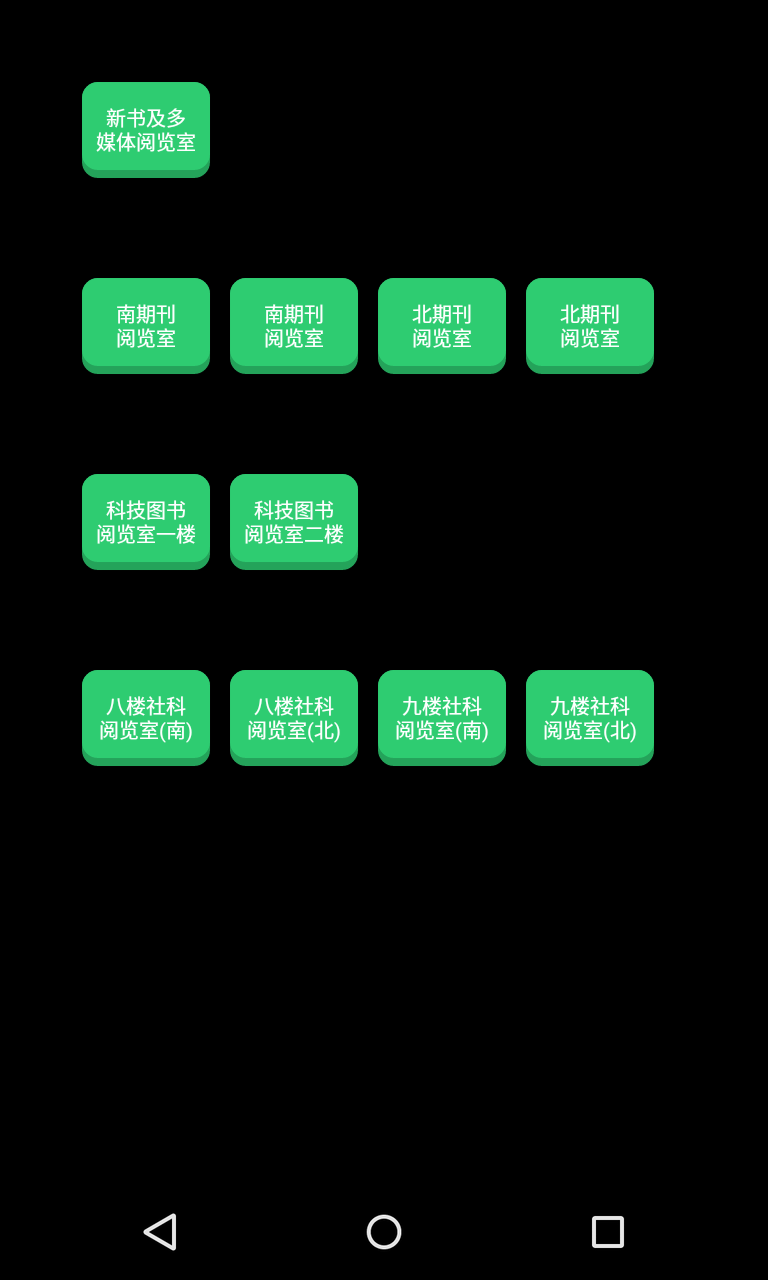 新书及多
媒体阅览室
南期刊
阅览室
南期刊
阅览室
北期刊
阅览室
北期刊
阅览室
科技图书
阅览室一楼
科技图书
阅览室二楼
八楼社科
阅览室(南)
八楼社科
阅览室(北)
九楼社科
阅览室(南)
九楼社科
阅览室(北)